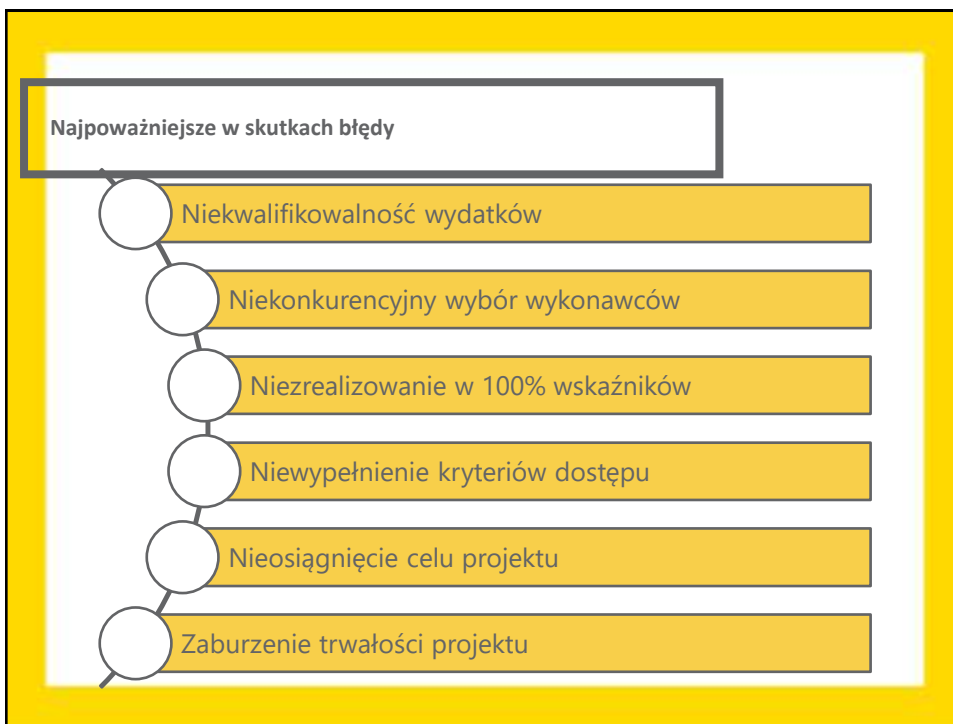 Najpoważniejsze w skutkach błędy
Niekwalifikowalność wydatków
Niekonkurencyjny wybór wykonawców
Niezrealizowanie w 100% wskaźników
Niewypełnienie kryteriów dostępu
Nieosiągnięcie celu projektu
Zaburzenie trwałości projektu